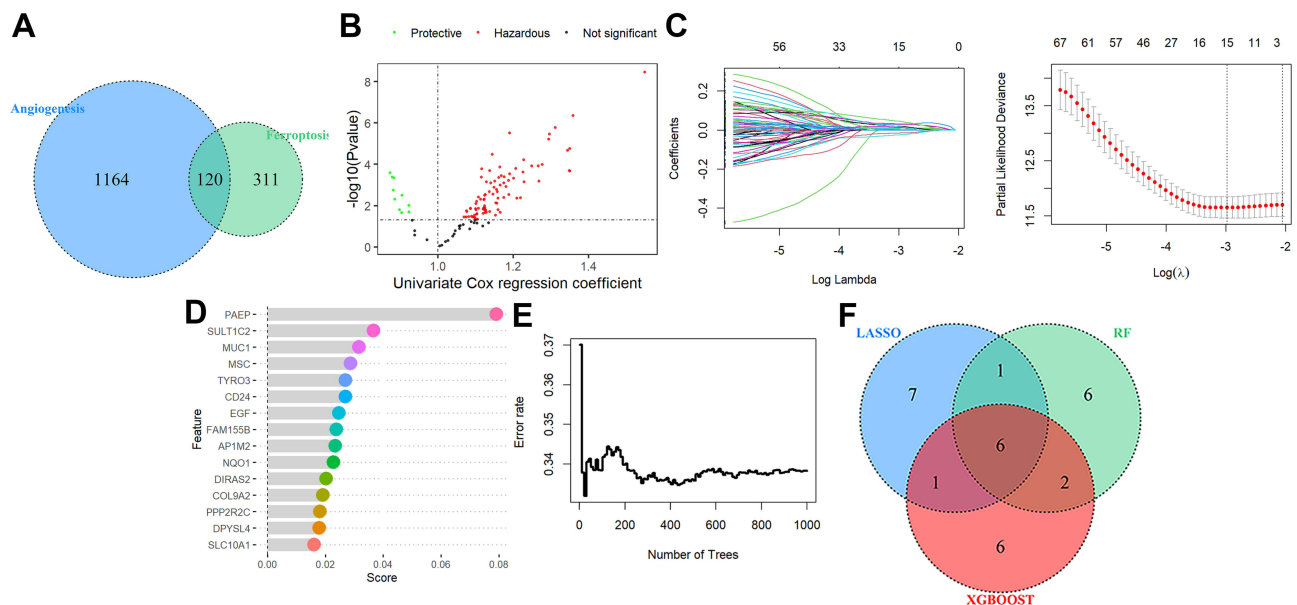 A
Angiogenesis
Ferroptosis
1164
120
311
B
Protective
Hazardous
Not significant
-log10(Pvalue)
8
6
4
2
0
1.0
1.2
1.4
Univariate Cox regression coefficient
C
56
33
15
0
Coefficients
0.2
0.0
-0.2
-0.4
-5
-4
-3
-2
Log Lambda
67 61 57 46 27 16 15 11 3
Partial Likelihood Deviance
13.5
12.5
11.5
-5
-4
-3
-2
Log(λ)
D
Feature
PAEP
SULT1C2
MUC1
MSC
TYRO3
CD24
EGF
FAM155B
AP1M2
NQO1
DIRAS2
COL9A2
PPP2R2C
DPYSL4
SLC10A1
0.00
0.02
0.04
0.06
0.08
Score
E
Error rate
0.37
0.36
0.35
0.34
0
200
400
600
800
1000
Number of Trees
F
LASSO
RF
1
7
6
6
1
2
6
XGBOOST